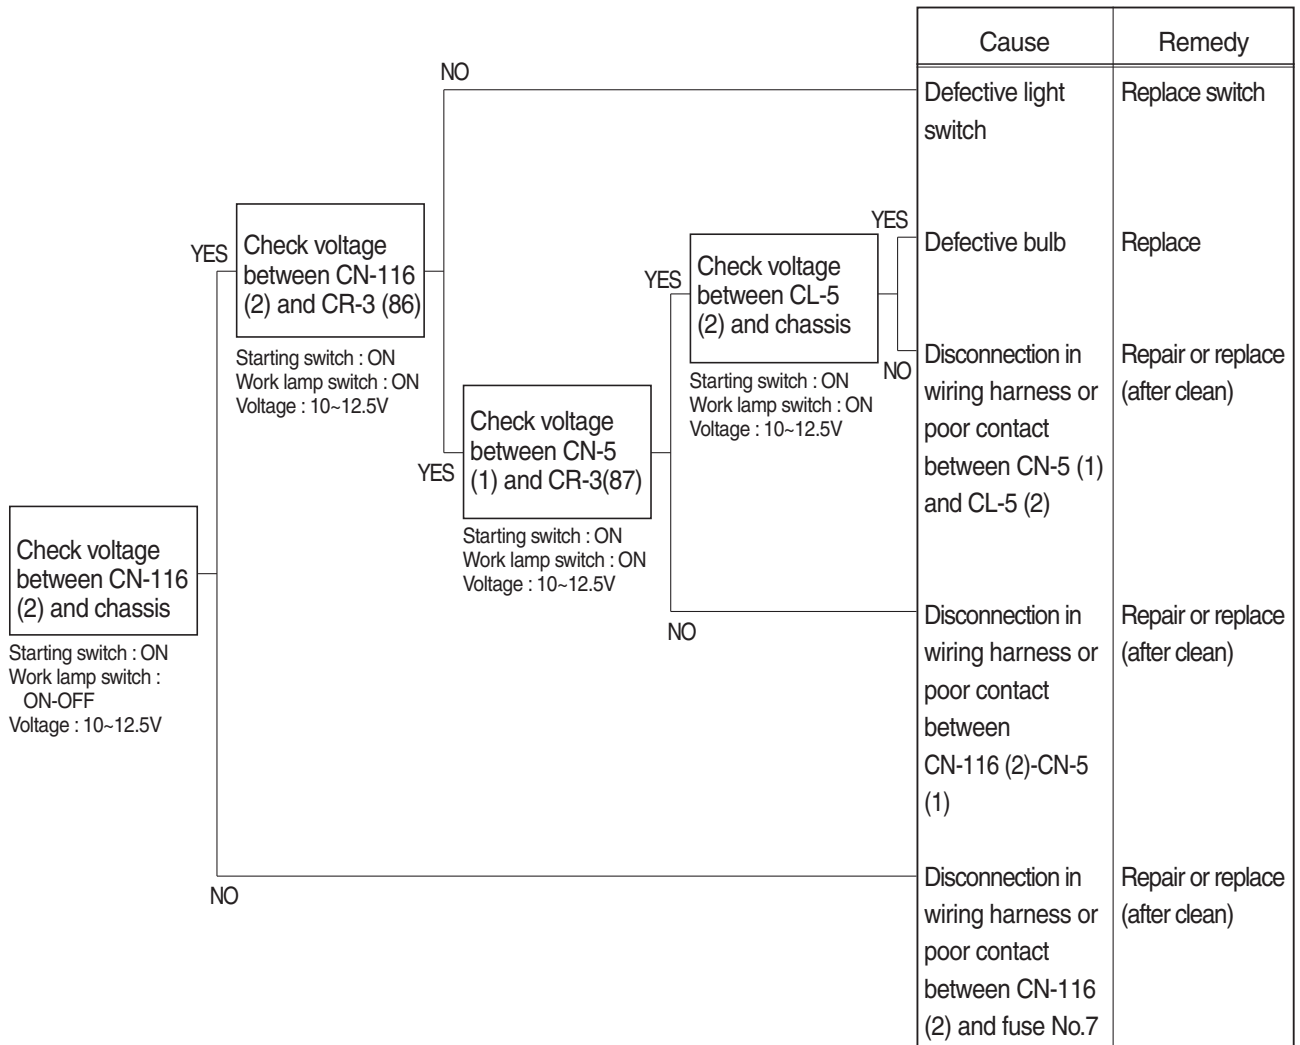 Cause
Remedy
NO
Defective light
switch
Replace switch
YES
Check voltage
between CN-116
(2) and CR-3 (86)
Starting switch : ON
Work lamp switch : ON
Voltage : 10~12.5V
YES
Check voltage
between CL-5
(2) and chassis
Starting switch : ON
Work lamp switch : ON
Voltage : 10~12.5V
YES
Defective bulb
Replace
NO
Disconnection in
wiring harness or
poor contact
between CN-5 (1)
and CL-5 (2)
Repair or replace
(after clean)
YES
Check voltage
between CN-5
(1) and CR-3(87)
Starting switch : ON
Work lamp switch : ON
Voltage : 10~12.5V
Check voltage
between CN-116
(2) and chassis
Starting switch : ON
Work lamp switch :
ON-OFF
Voltage : 10~12.5V
NO
Disconnection in
wiring harness or
poor contact
between
CN-116 (2)-CN-5
(1)
Repair or replace
(after clean)
NO
Disconnection in
wiring harness or
poor contact
between CN-116
(2) and fuse No.7
Repair or replace
(after clean)